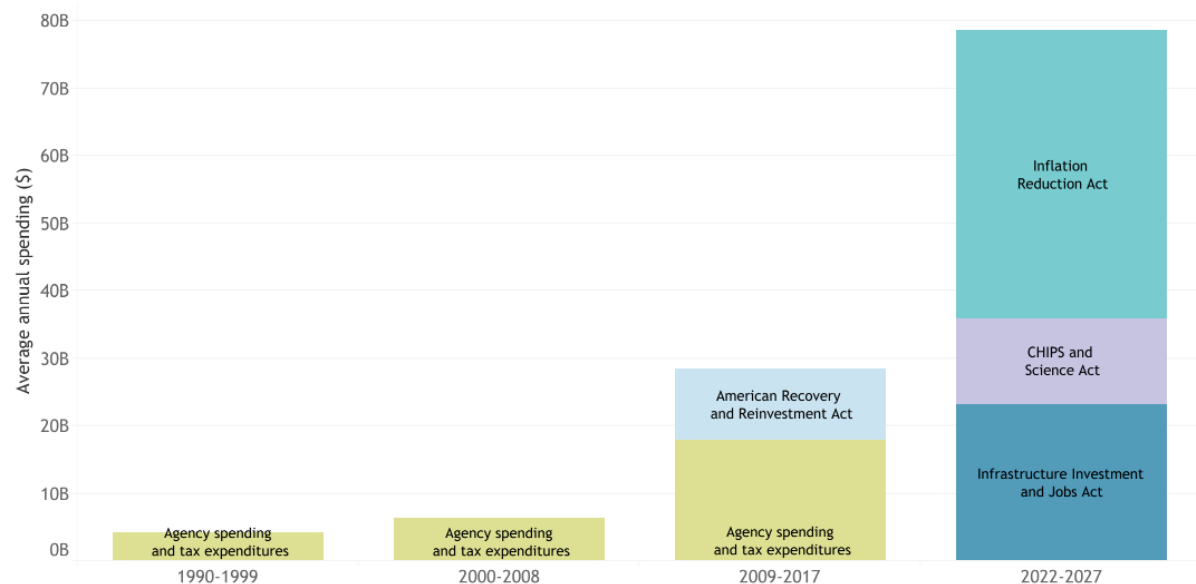 80B
70B
60B
50B
40B
30B
20B
10B
0B
Average annual spending ($)
Agency spending
and tax expenditures
Agency spending
and tax expenditures
American Recovery
and Reinvestment Act
Agency spending
and tax expenditures
Inflation
Reduction Act
CHIPS and
Science Act
Infrastructure Investment
and Jobs Act
1990-1999
2000-2008
2009-2017
2022-2027